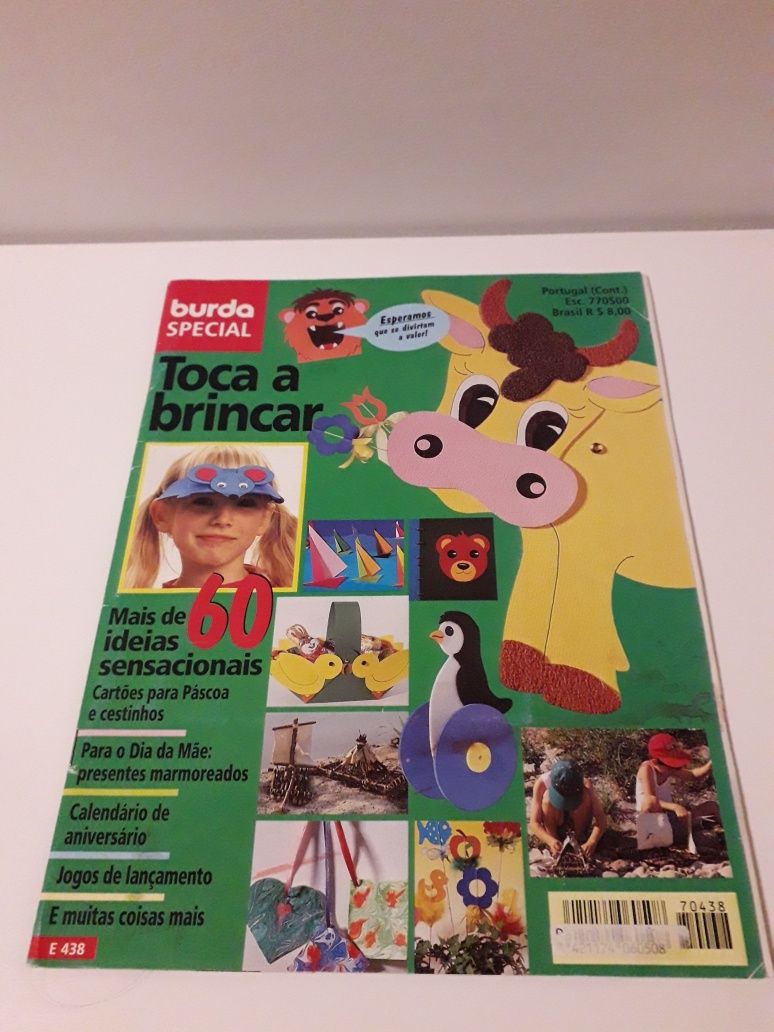 burda
SPECIAL
Toca a
brincar
Esperamos
que se divirtam
a valer!
Portugal (Cont.)
Esc. 770$00
Brasil R $ 8,00
Mais de 60
ideias
sensacionais
Cartões para Páscoa
e cestinhos
Para o Dia da Mãe:
presentes marmoreados
Calendário de
aniversário
Jogos de lançamento
E muitas coisas mais
E 438
70438